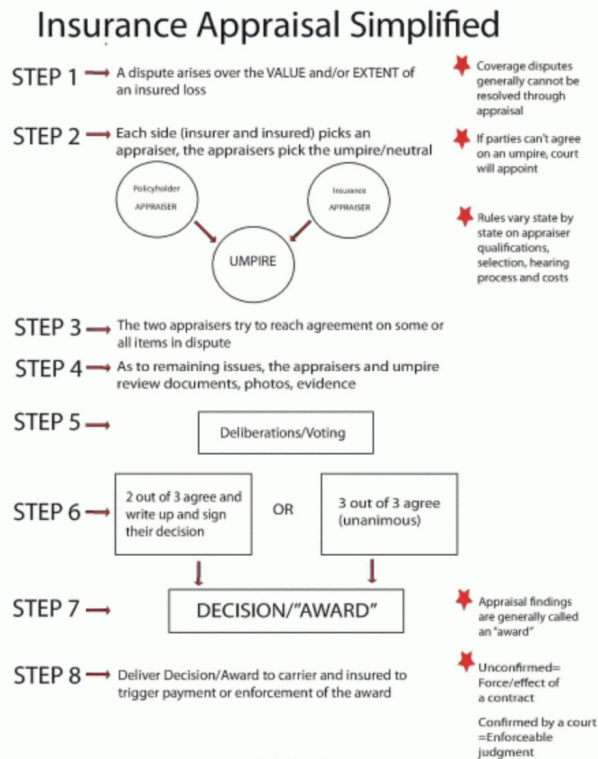 Insurance Appraisal Simplified
STEP 1
A dispute arises over the VALUE and/or EXTENT of
an insured loss
Coverage disputes
generally cannot be
resolved through
appraisal
STEP 2
Each side (insurer and insured) picks an
appraiser, the appraisers pick the umpire/neutral
If parties can't agree
on an umpire, court
will appoint
Policyholder
APPRAISER
Insurance
APPRAISER
UMPIRE
Rules vary state by
state on appraiser
qualifications,
selection, hearing
process and costs
STEP 3
The two appraisers try to reach agreement on some or
all items in dispute
STEP 4
As to remaining issues, the appraisers and umpire
review documents, photos, evidence
STEP 5
Deliberations/Voting
STEP 6
2 out of 3 agree and
write up and sign
their decision
OR
3 out of 3 agree
(unanimous)
STEP 7
DECISION/"AWARD"
Appraisal findings
are generally called
an "award"
STEP 8
Deliver Decision/Award to carrier and insured to
trigger payment or enforcement of the award
Unconfirmed=
Force/effect of
a contract
Confirmed by a court
=Enforceable
judgment